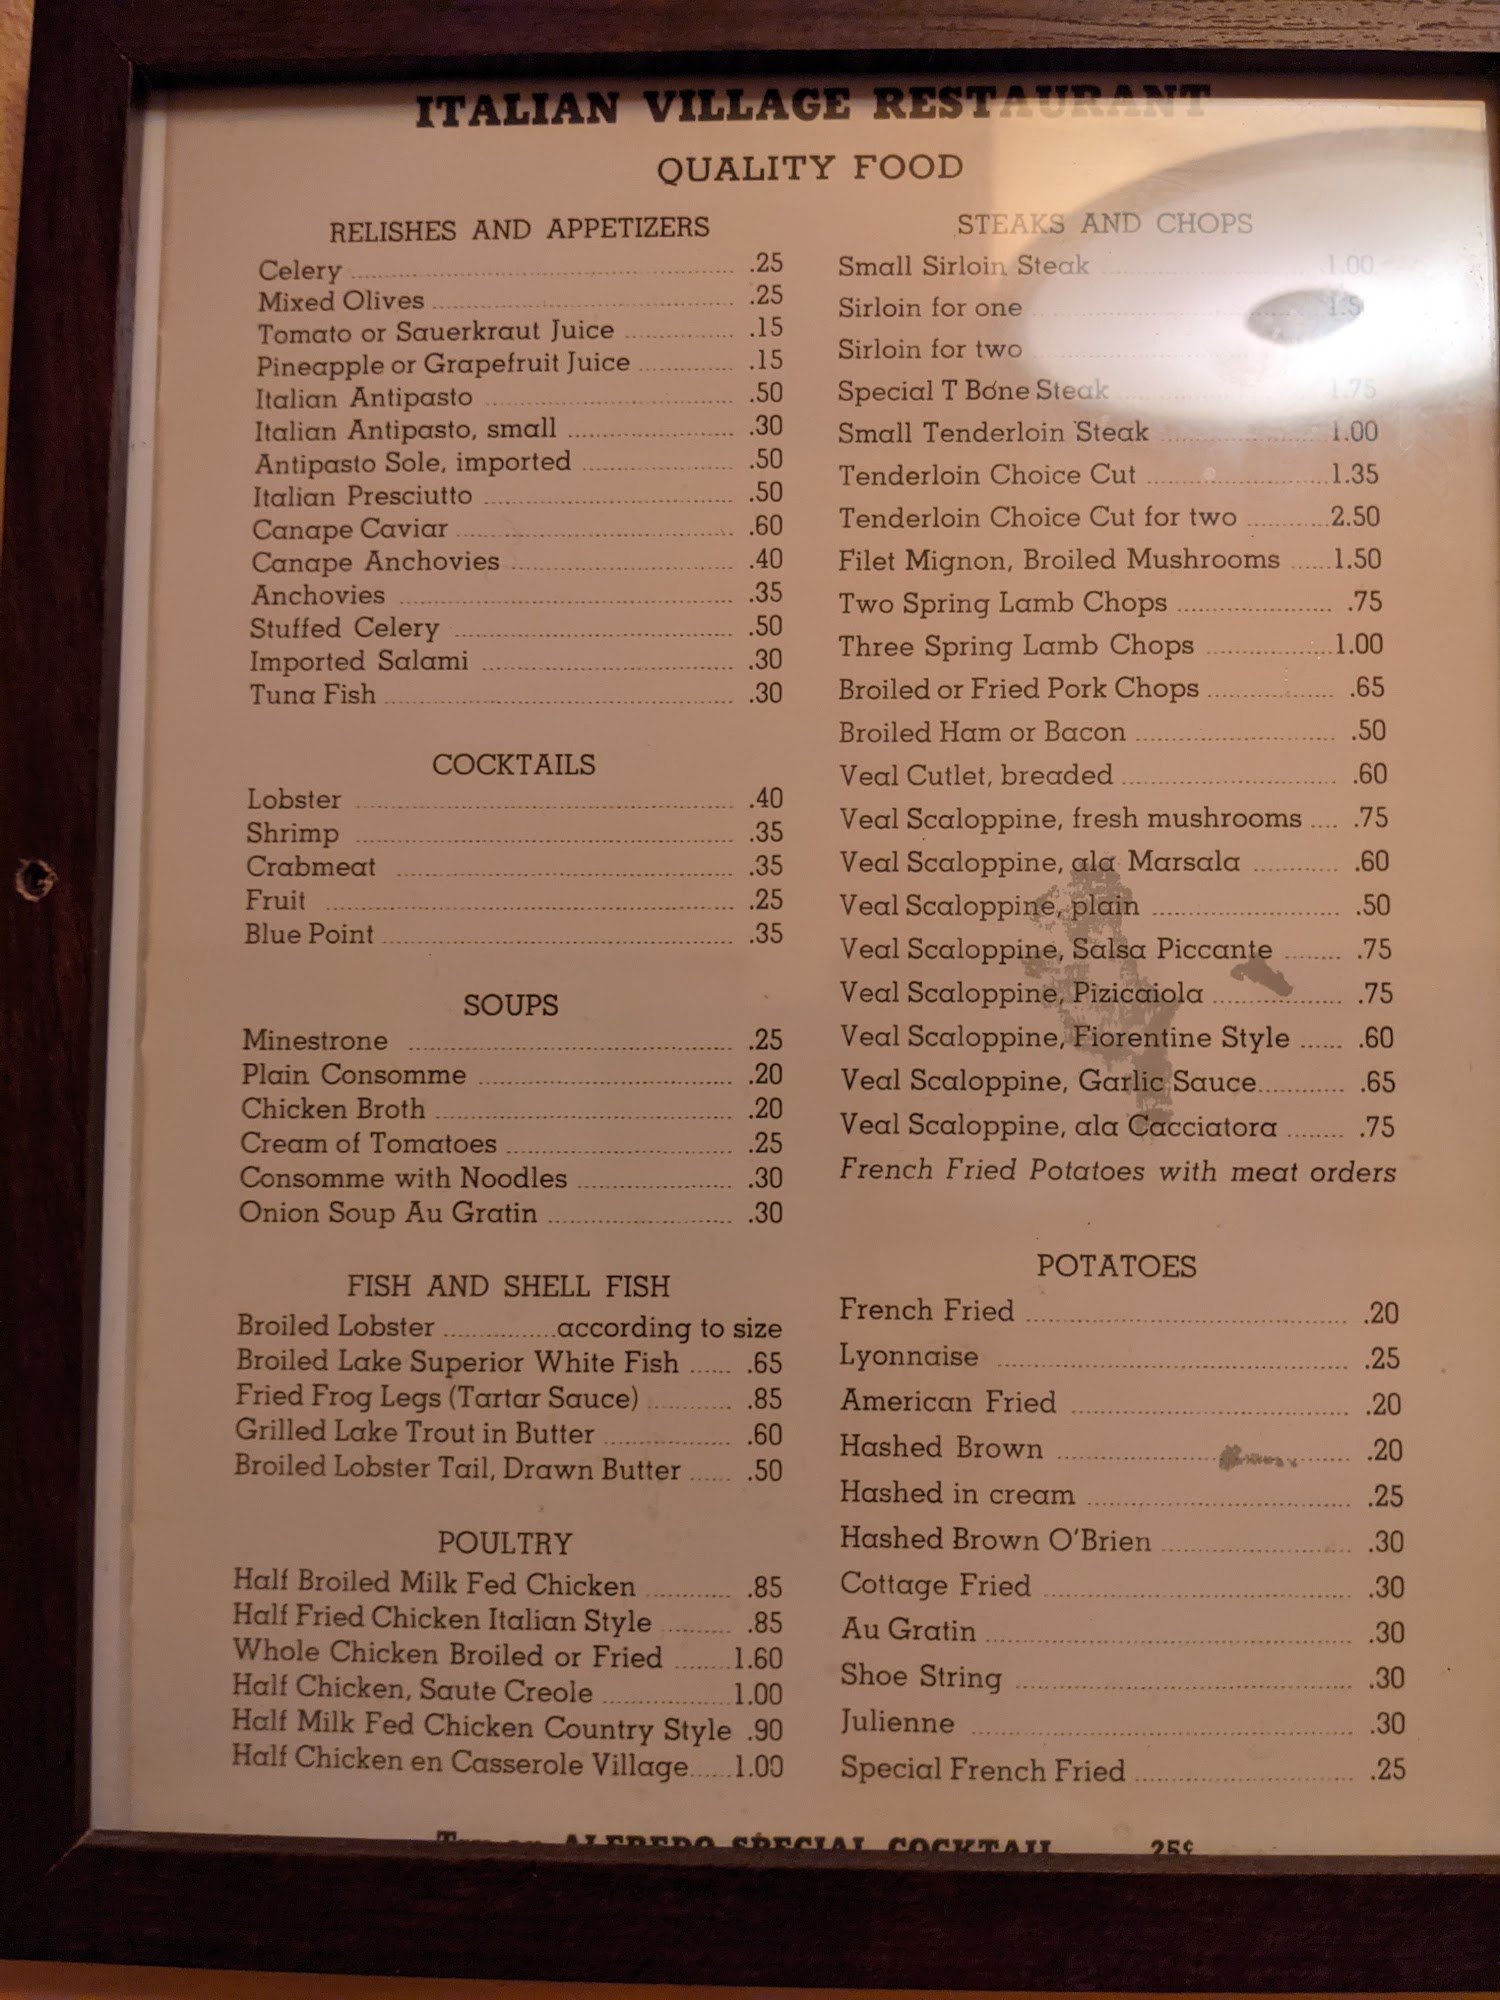 ITALIAN VILLAGE RESTAURANT
QUALITY FOOD
RELISHES AND APPETIZERS
Celery .25
Mixed Olives .25
Tomato or Sauerkraut Juice .15
Pineapple or Grapefruit Juice .15
Italian Antipasto .50
Italian Antipasto, small .30
Antipasto Sole, imported .50
Italian Presciutto .50
Canape Caviar .60
Canape Anchovies .40
Anchovies .35
Stuffed Celery .50
Imported Salami .30
Tuna Fish .30
COCKTAILS
Lobster .40
Shrimp .35
Crabmeat .35
Fruit .25
Blue Point .35
SOUPS
Minestrone .25
Plain Consomme .20
Chicken Broth .20
Cream of Tomatoes .25
Consomme with Noodles .30
Onion Soup Au Gratin .30
FISH AND SHELL FISH
Broiled Lobster according to size
Broiled Lake Superior White Fish .65
Fried Frog Legs (Tartar Sauce) .85
Grilled Lake Trout in Butter .60
Broiled Lobster Tail, Drawn Butter .50
POULTRY
Half Broiled Milk Fed Chicken .85
Half Fried Chicken Italian Style .85
Whole Chicken Broiled or Fried 1.60
Half Chicken, Saute Creole 1.00
Half Milk Fed Chicken Country Style .90
Half Chicken en Casserole Village 1.00
STEAKS AND CHOPS
Small Sirloin Steak 1.00
Sirloin for one
Sirloin for two
Special T Bone Steak 1.75
Small Tenderloin Steak 1.00
Tenderloin Choice Cut 1.35
Tenderloin Choice Cut for two 2.50
Filet Mignon, Broiled Mushrooms 1.50
Two Spring Lamb Chops .75
Three Spring Lamb Chops 1.00
Broiled or Fried Pork Chops .65
Broiled Ham or Bacon .50
Veal Cutlet, breaded .60
Veal Scaloppine, fresh mushrooms .75
Veal Scaloppine, ala Marsala .60
Veal Scaloppine, plain .50
Veal Scaloppine, Salsa Piccante .75
Veal Scaloppine, Pizicaiola .75
Veal Scaloppine, Fiorentine Style .60
Veal Scaloppine, Garlic Sauce .65
Veal Scaloppine, ala Cacciatora .75
French Fried Potatoes with meat orders
POTATOES
French Fried .20
Lyonnaise .25
American Fried .20
Hashed Brown .20
Hashed in cream .25
Hashed Brown O'Brien .30
Cottage Fried .30
Au Gratin .30
Shoe String .30
Julienne .30
Special French Fried .25
ALFREDO SPECIAL COCKTAIL 25¢